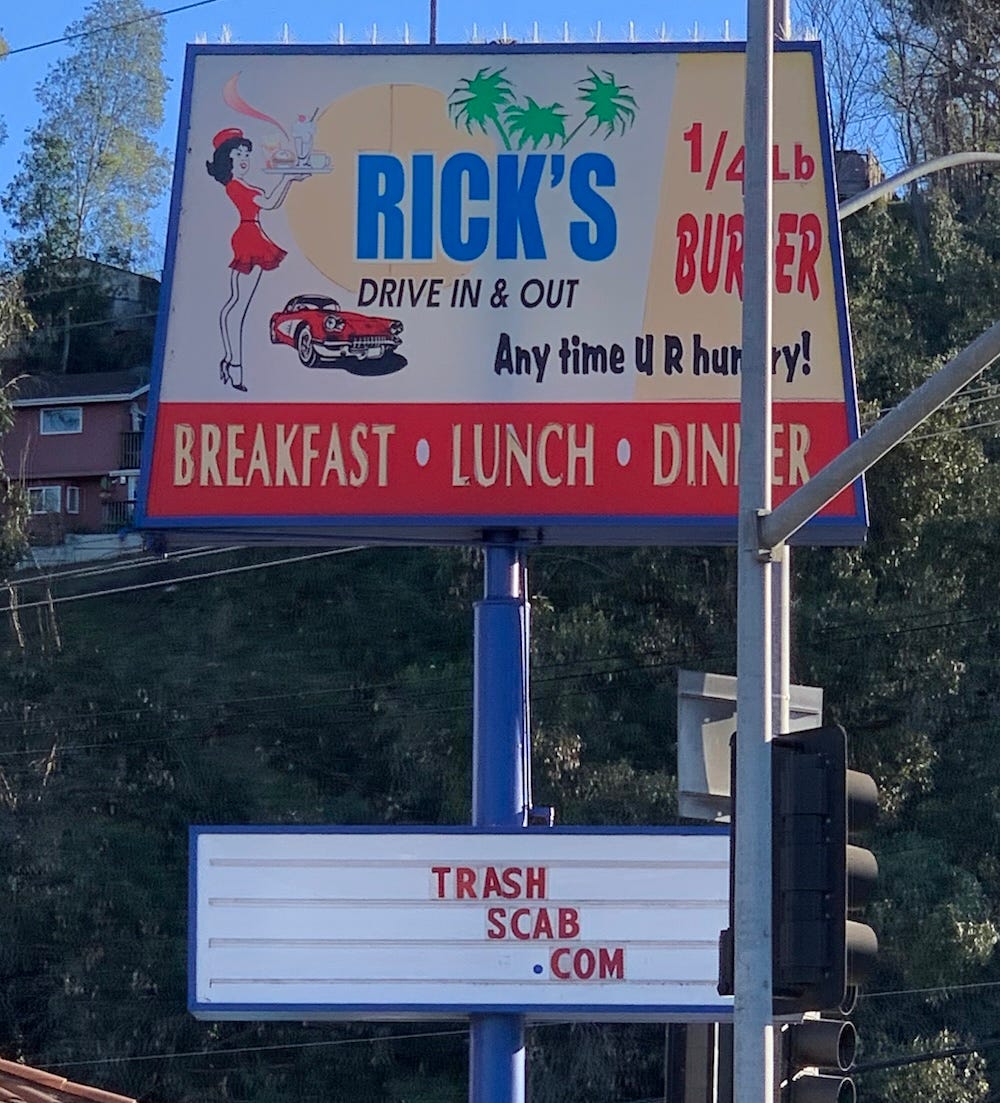 RICK'S
DRIVE IN & OUT
1/4 Lb
BURGER
Any time U R hungry!
BREAKFAST • LUNCH • DINNER
TRASH
SCAB
.COM